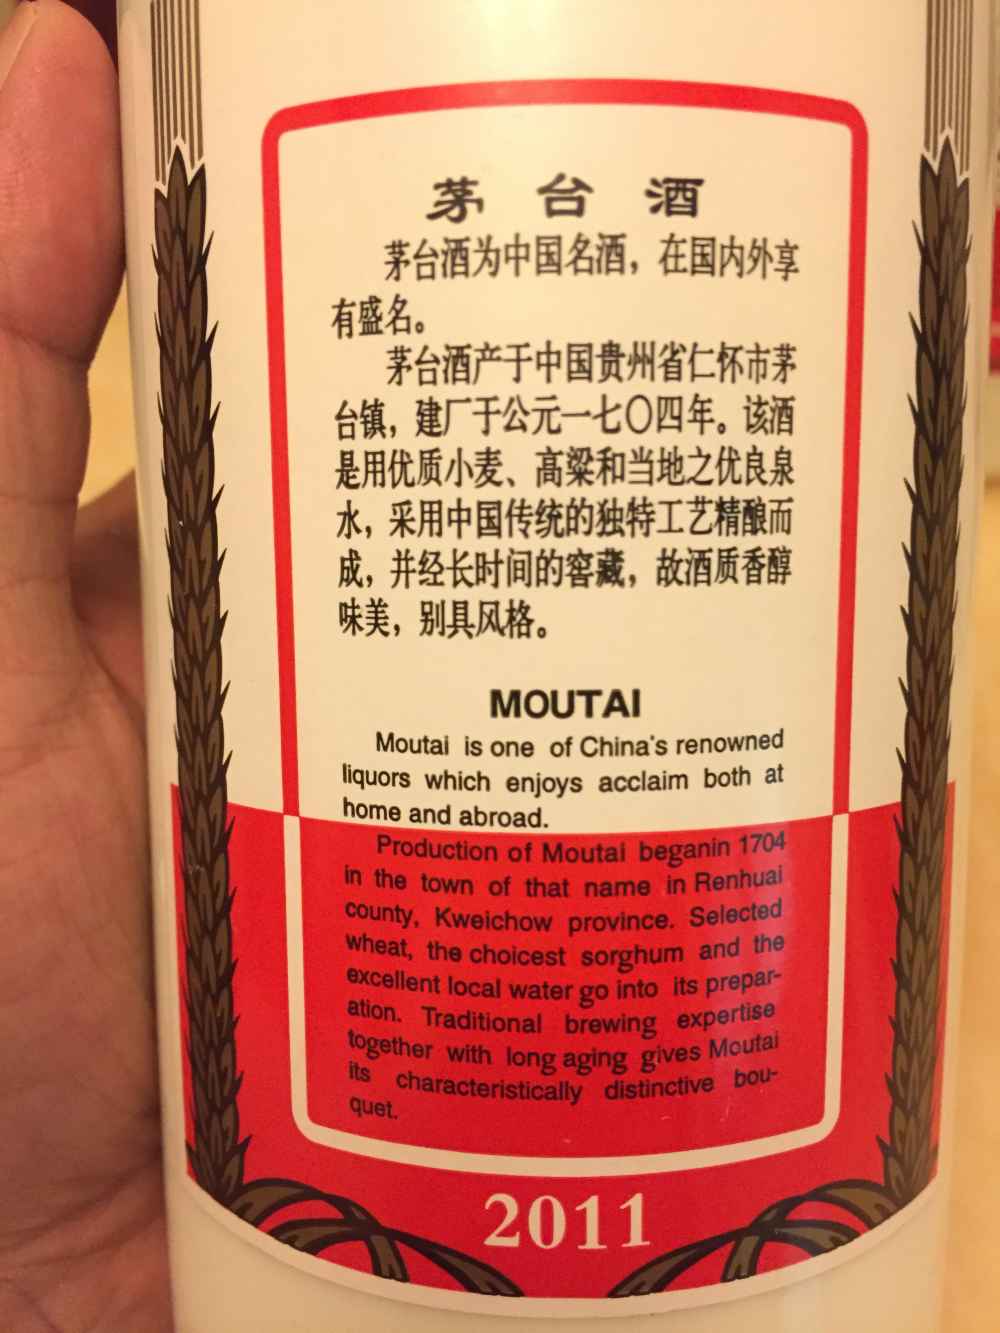 茅台酒
茅台酒为中国名酒，在国内外享
有盛名。
茅台酒产于中国贵州省仁怀市茅
台镇，建厂于公元一七〇四年。该酒
是用优质小麦、高粱和当地之优良泉
水，采用中国传统的独特工艺精酿而
成，并经长时间的窖藏，故酒质香醇
味美，别具风格。
MOUTAI
Moutai is one of China's renowned
liquors which enjoys acclaim both at
home and abroad.
Production of Moutai beganin 1704
in the town of that name in Renhuai
county, Kweichow province. Selected
wheat, the choicest sorghum and the
excellent local water go into its prepar-
ation. Traditional brewing expertise
together with long aging gives Moutai
its characteristically distinctive bou-
quet.
2011